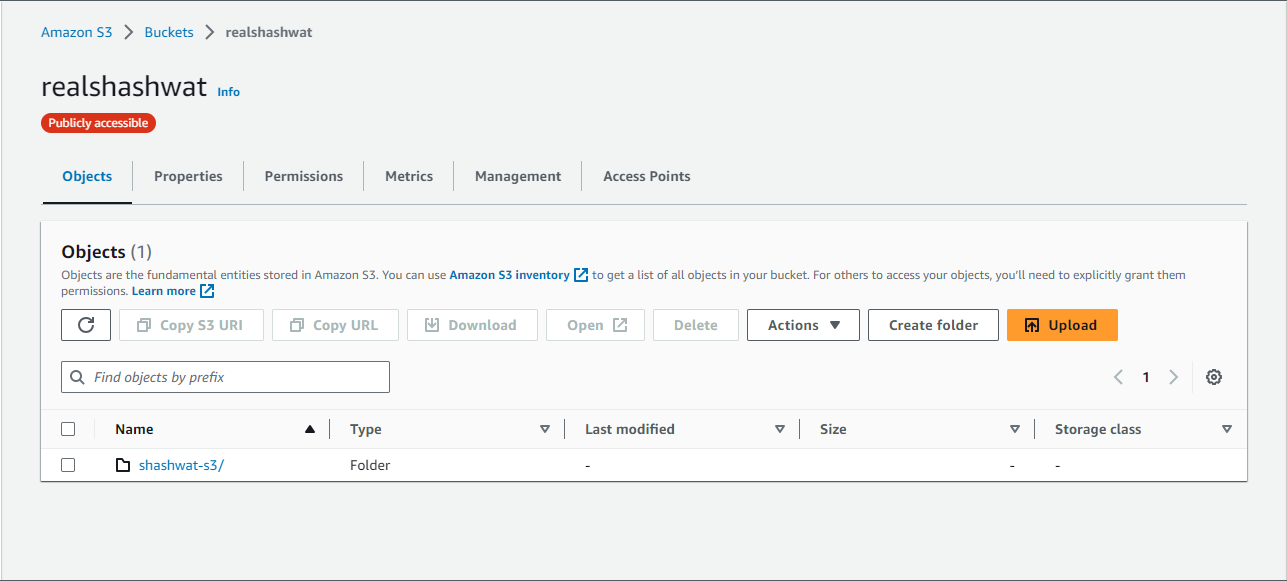 Amazon S3 > Buckets > realshashwat
realshashwat Info
Publicly accessible
Objects Properties Permissions Metrics Management Access Points
Objects (1)
Objects are the fundamental entities stored in Amazon S3. You can use Amazon S3 inventory to get a list of all objects in your bucket. For others to access your objects, you'll need to explicitly grant them
permissions. Learn more
Copy S3 URI Copy URL Download Open Delete Actions Create folder Upload
Find objects by prefix < 1 >
Name Type Last modified Size Storage class
shashwat-s3/ Folder - - -